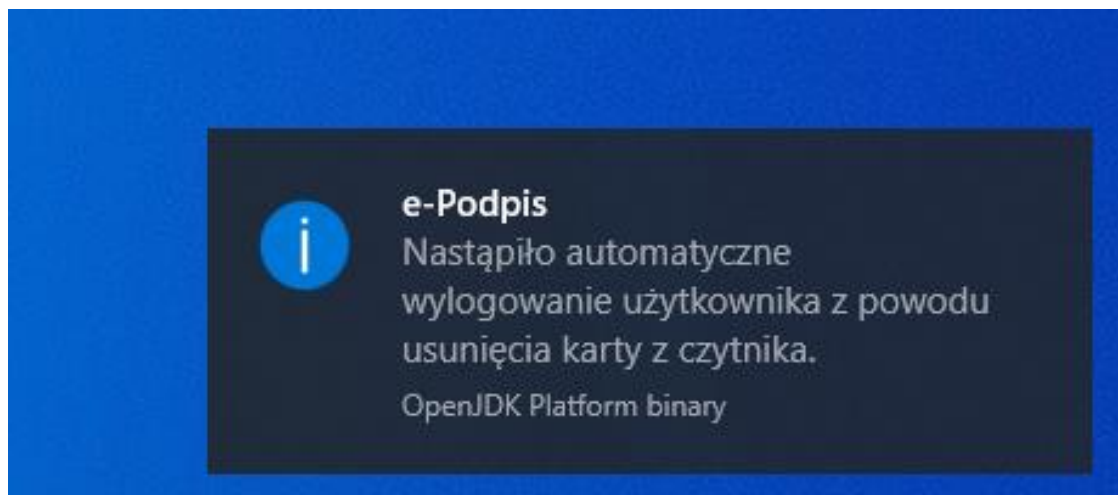 e-Podpis
Nastąpiło automatyczne
wylogowanie użytkownika z powodu
usunięcia karty z czytnika.
OpenJDK Platform binary